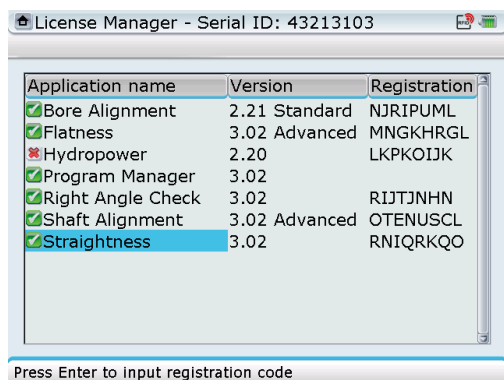 License Manager - Serial ID: 43213103
RFID
Application name Version Registration
Bore Alignment 2.21 Standard NJRIPUML
Flatness 3.02 Advanced MNGKHRGL
Hydropower 2.20 LKPKOIJK
Program Manager 3.02
Right Angle Check 3.02 RIJTJNHN
Shaft Alignment 3.02 Advanced OTENUSCL
Straightness 3.02 RNIQRKQO
Press Enter to input registration code